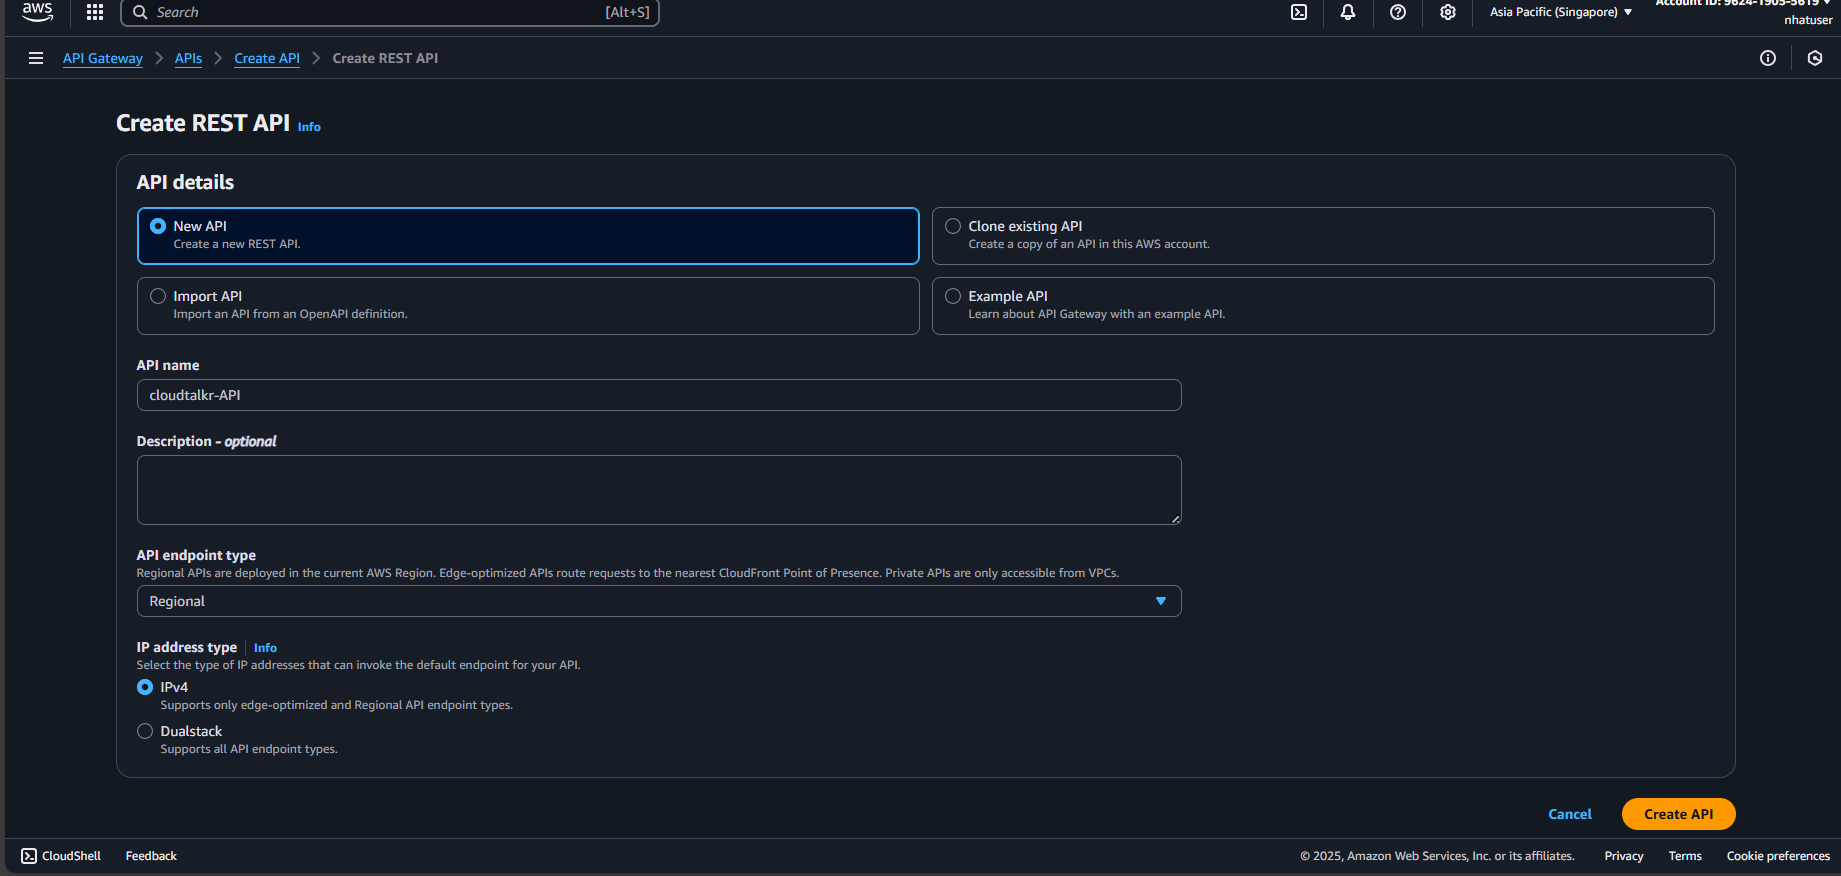 aws
Search
[Alt+S]
Asia Pacific (Singapore)
Account ID: 9624-1905-5619
nhatuser
API Gateway
APIs
Create API
Create REST API
Create REST API Info
API details
New API
Create a new REST API.
Clone existing API
Create a copy of an API in this AWS account.
Import API
Import an API from an OpenAPI definition.
Example API
Learn about API Gateway with an example API.
API name
cloudtalkr-API
Description - optional
API endpoint type
Regional APIs are deployed in the current AWS Region. Edge-optimized APIs route requests to the nearest CloudFront Point of Presence. Private APIs are only accessible from VPCs.
Regional
IP address type Info
Select the type of IP addresses that can invoke the default endpoint for your API.
IPv4
Supports only edge-optimized and Regional API endpoint types.
Dualstack
Supports all API endpoint types.
Cancel
Create API
CloudShell
Feedback
© 2025, Amazon Web Services, Inc. or its affiliates.
Privacy
Terms
Cookie preferences